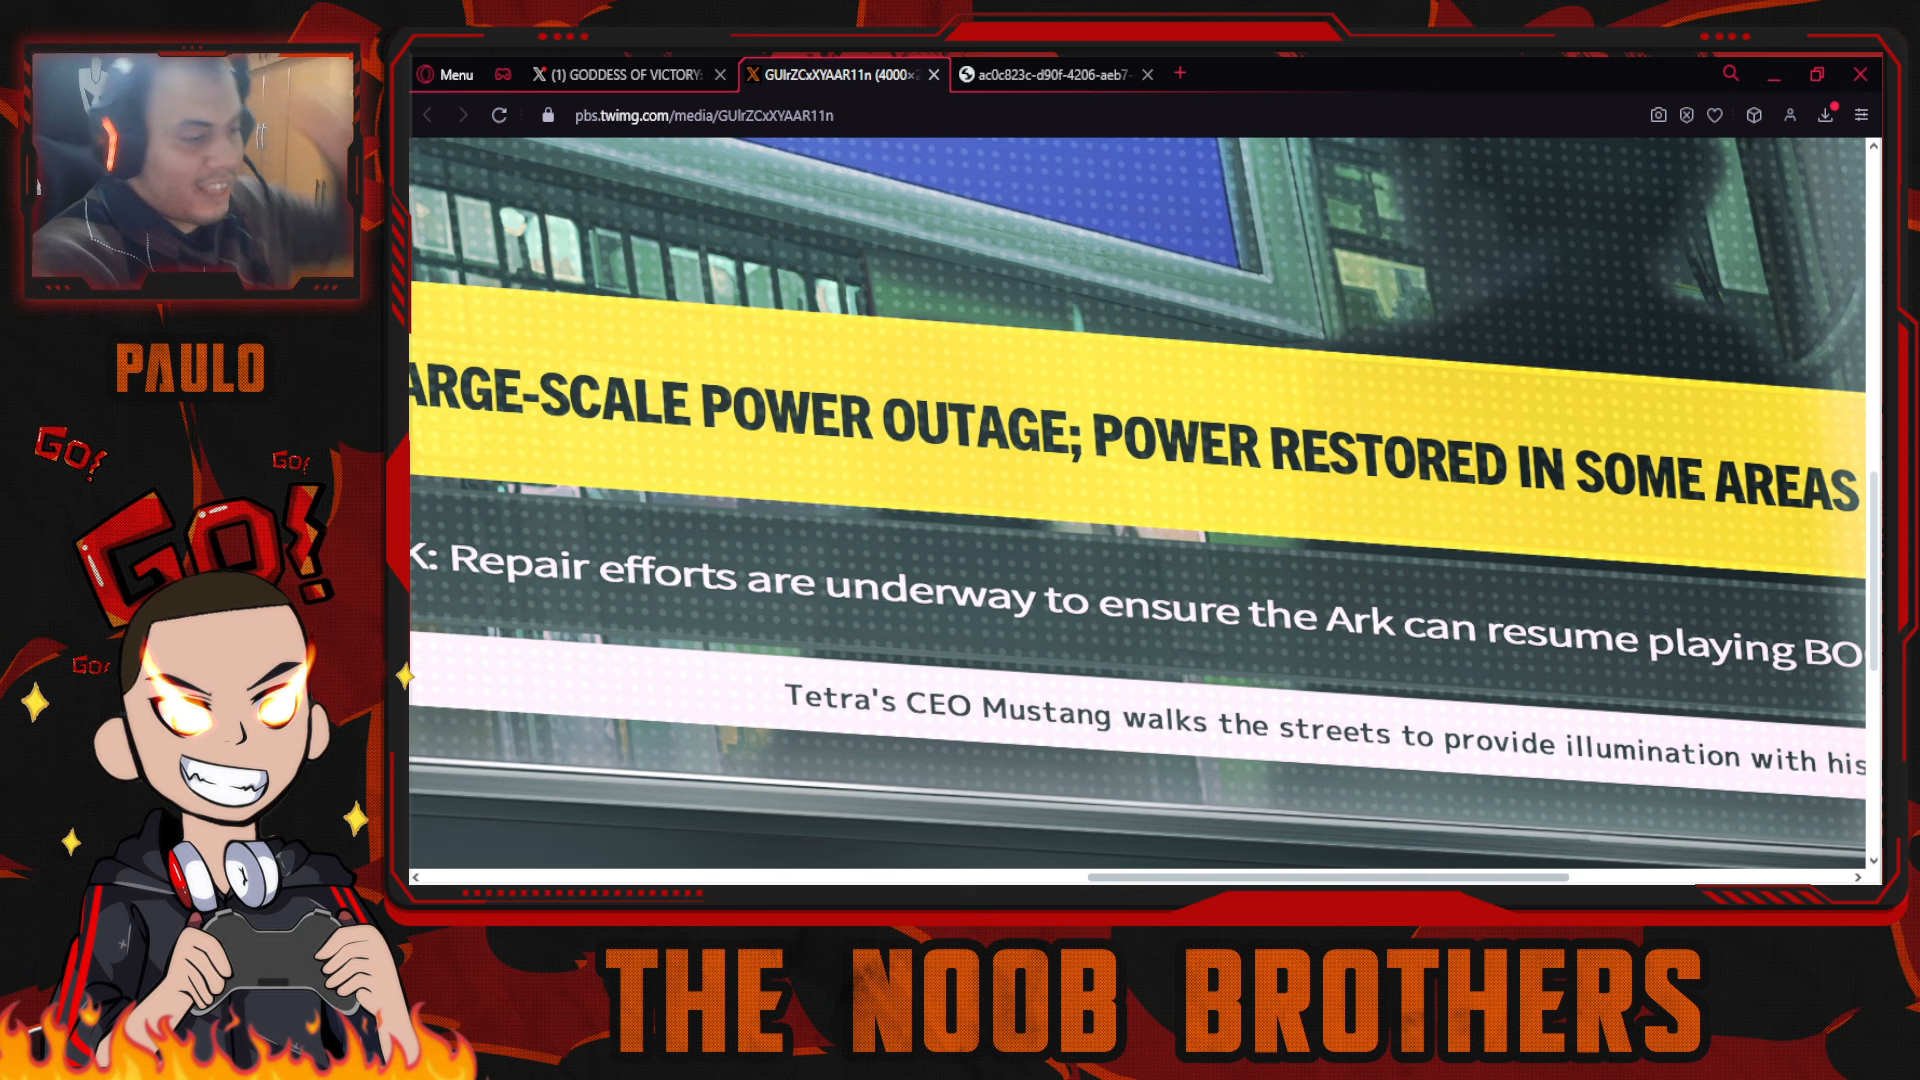 Menu
(1) GODDESS OF VICTORY:
GUlrZCxXYAAR11n (4000×
ac0c823c-d90f-4206-aeb7-
pbs.twimg.com/media/GUlrZCxXYAAR11n
PAULO
ARGE-SCALE POWER OUTAGE; POWER RESTORED IN SOME AREAS
K: Repair efforts are underway to ensure the Ark can resume playing BO
Tetra's CEO Mustang walks the streets to provide illumination with his
GO!
GO!
GO!
GO!
THE NOOB BROTHERS